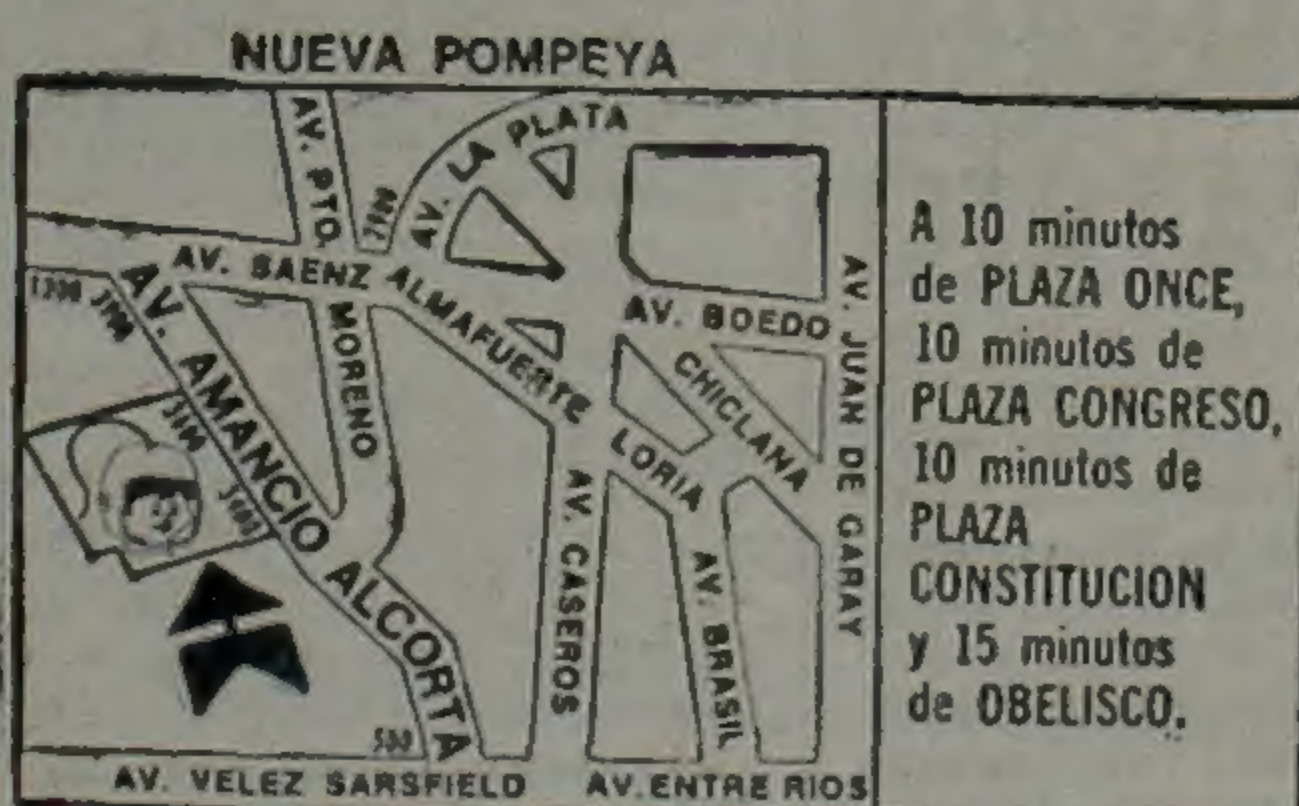 NUEVA POMPEYA
AV. PTO.
MORENO
AV. LA PLATA
AV. SAENZ
ALMAFUERTE
LORIA
AV. BOEDO
CHICLANA
AV. JUAN DE GARAY
AV. AMANCIO ALCORTA
AV. CASEROS
AV. BRASIL
500
AV. VELEZ SARSFIELD
AV. ENTRE RIOS
A 10 minutos
de PLAZA ONCE,
10 minutos de
PLAZA CONGRESO,
10 minutos de
PLAZA
CONSTITUCION
y 15 minutos
de OBELISCO.